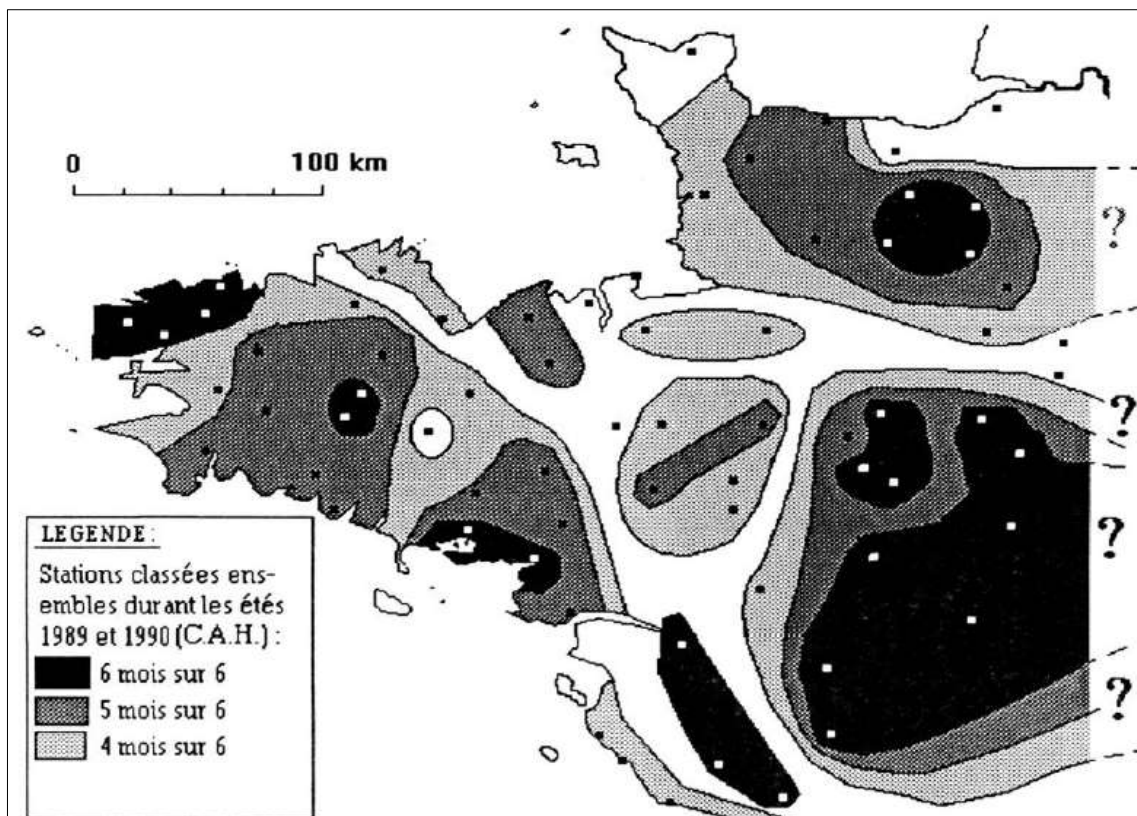 0 100 km
?
?
?
?
LEGENDE :
Stations classées ens-
embles durant les étés
1989 et 1990 (C.A.H.) :
6 mois sur 6
5 mois sur 6
4 mois sur 6